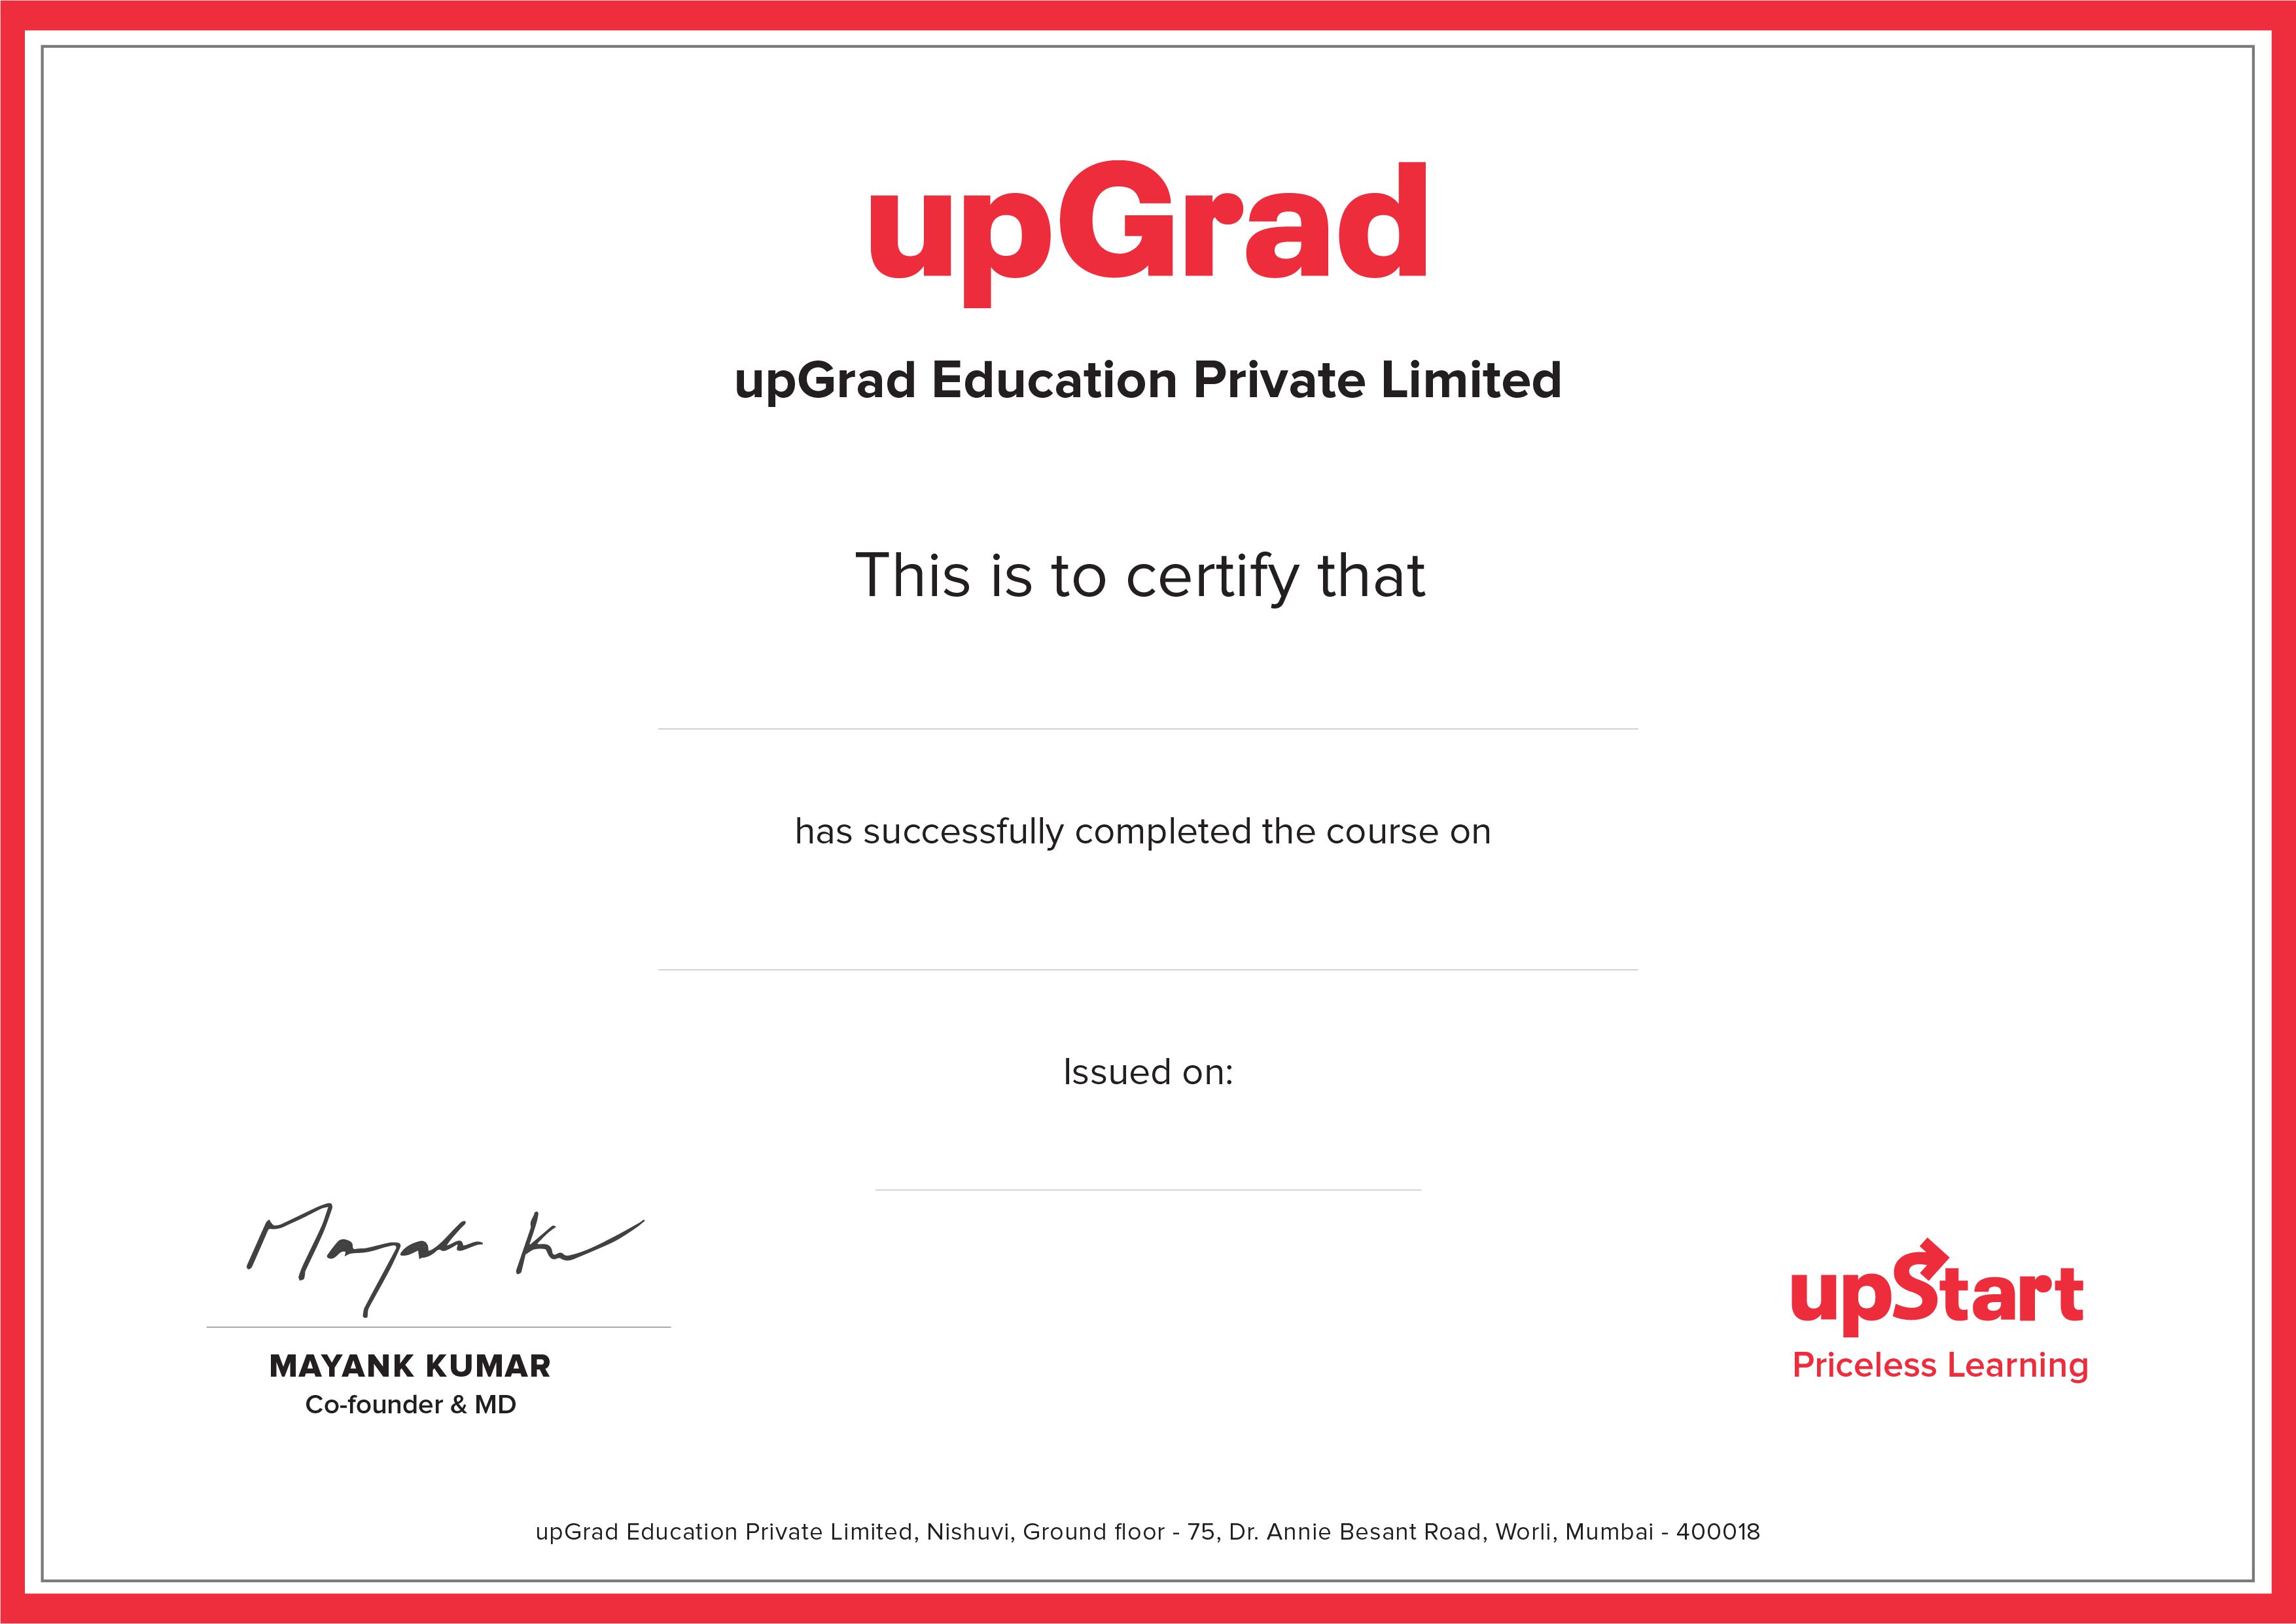 upGrad
upGrad Education Private Limited
This is to certify that
has successfully completed the course on
Issued on:
Mayank K
MAYANK KUMAR
Co-founder & MD
upStart
Priceless Learning
upGrad Education Private Limited, Nishuvi, Ground floor - 75, Dr. Annie Besant Road, Worli, Mumbai - 400018